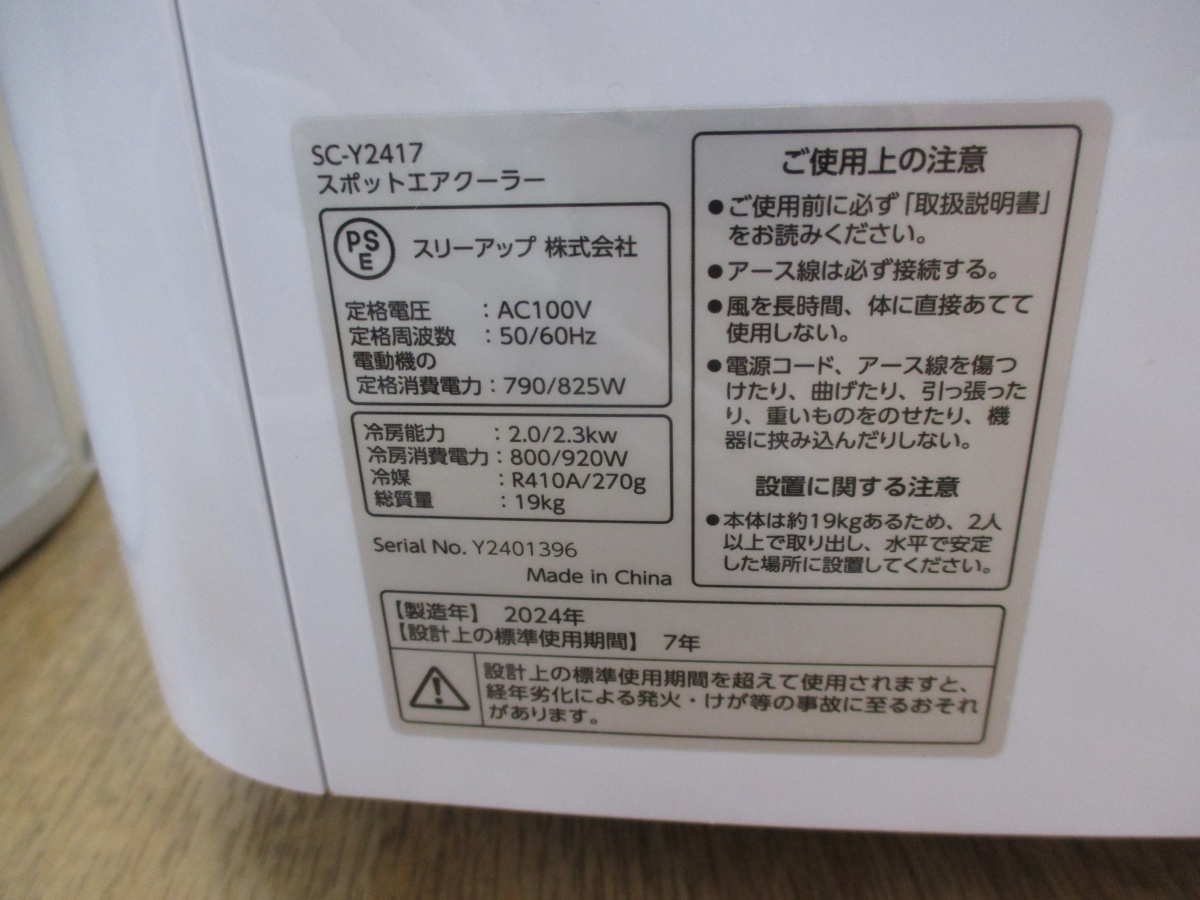 SC-Y2417
スポットエアクーラー
PSE
スリーアップ 株式会社
定格電圧 : AC100V
定格周波数 : 50/60Hz
電動機の
定格消費電力 : 790/825W
冷房能力 : 2.0/2.3kw
冷房消費電力 : 800/920W
冷媒 : R410A/270g
総質量 : 19kg
Serial No. Y2401396
Made in China
ご使用上の注意
●ご使用前に必ず「取扱説明書」
をお読みください。
●アース線は必ず接続する。
●風を長時間、体に直接あてて
使用しない。
●電源コード、アース線を傷つ
けたり、曲げたり、引っ張った
り、重いものをのせたり、機
器に挟み込んだりしない。
設置に関する注意
●本体は約19kgあるため、2人
以上で取り出し、水平で安定
した場所に設置してください。
【製造年】 2024年
【設計上の標準使用期間】 7年
設計上の標準使用期間を超えて使用されますと、
経年劣化による発火・けが等の事故に至るおそれ
があります。